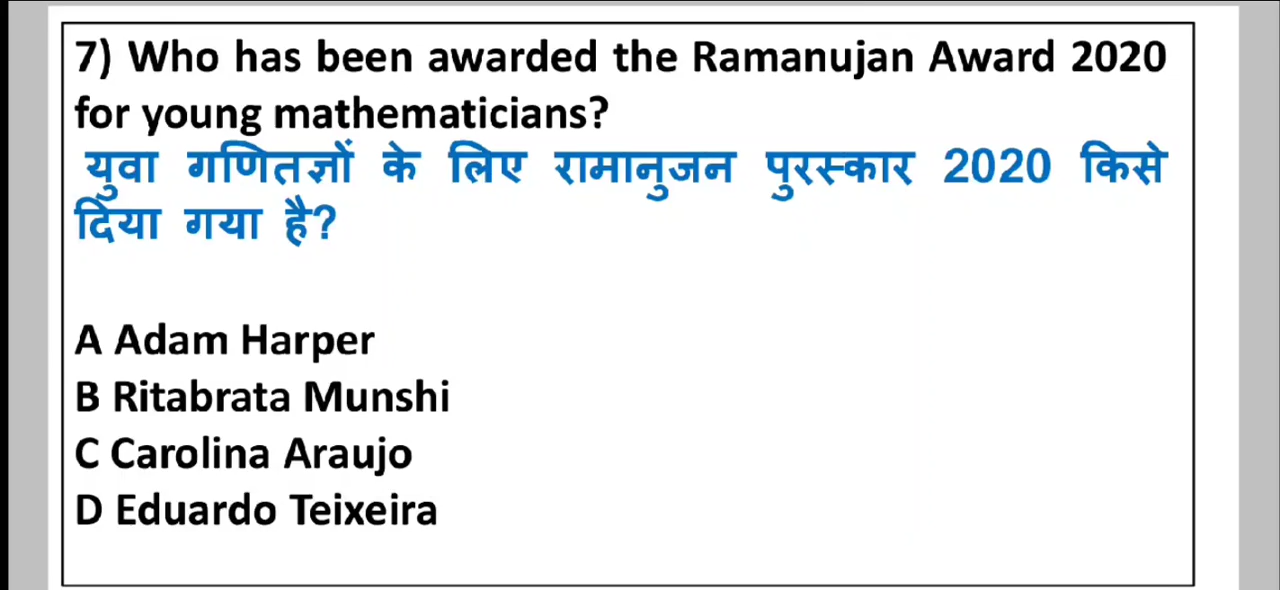 7) Who has been awarded the Ramanujan Award 2020
for young mathematicians?
युवा गणितज्ञों के लिए रामानुजन पुरस्कार 2020 किसे
दिया गया है?
A Adam Harper
B Ritabrata Munshi
C Carolina Araujo
D Eduardo Teixeira